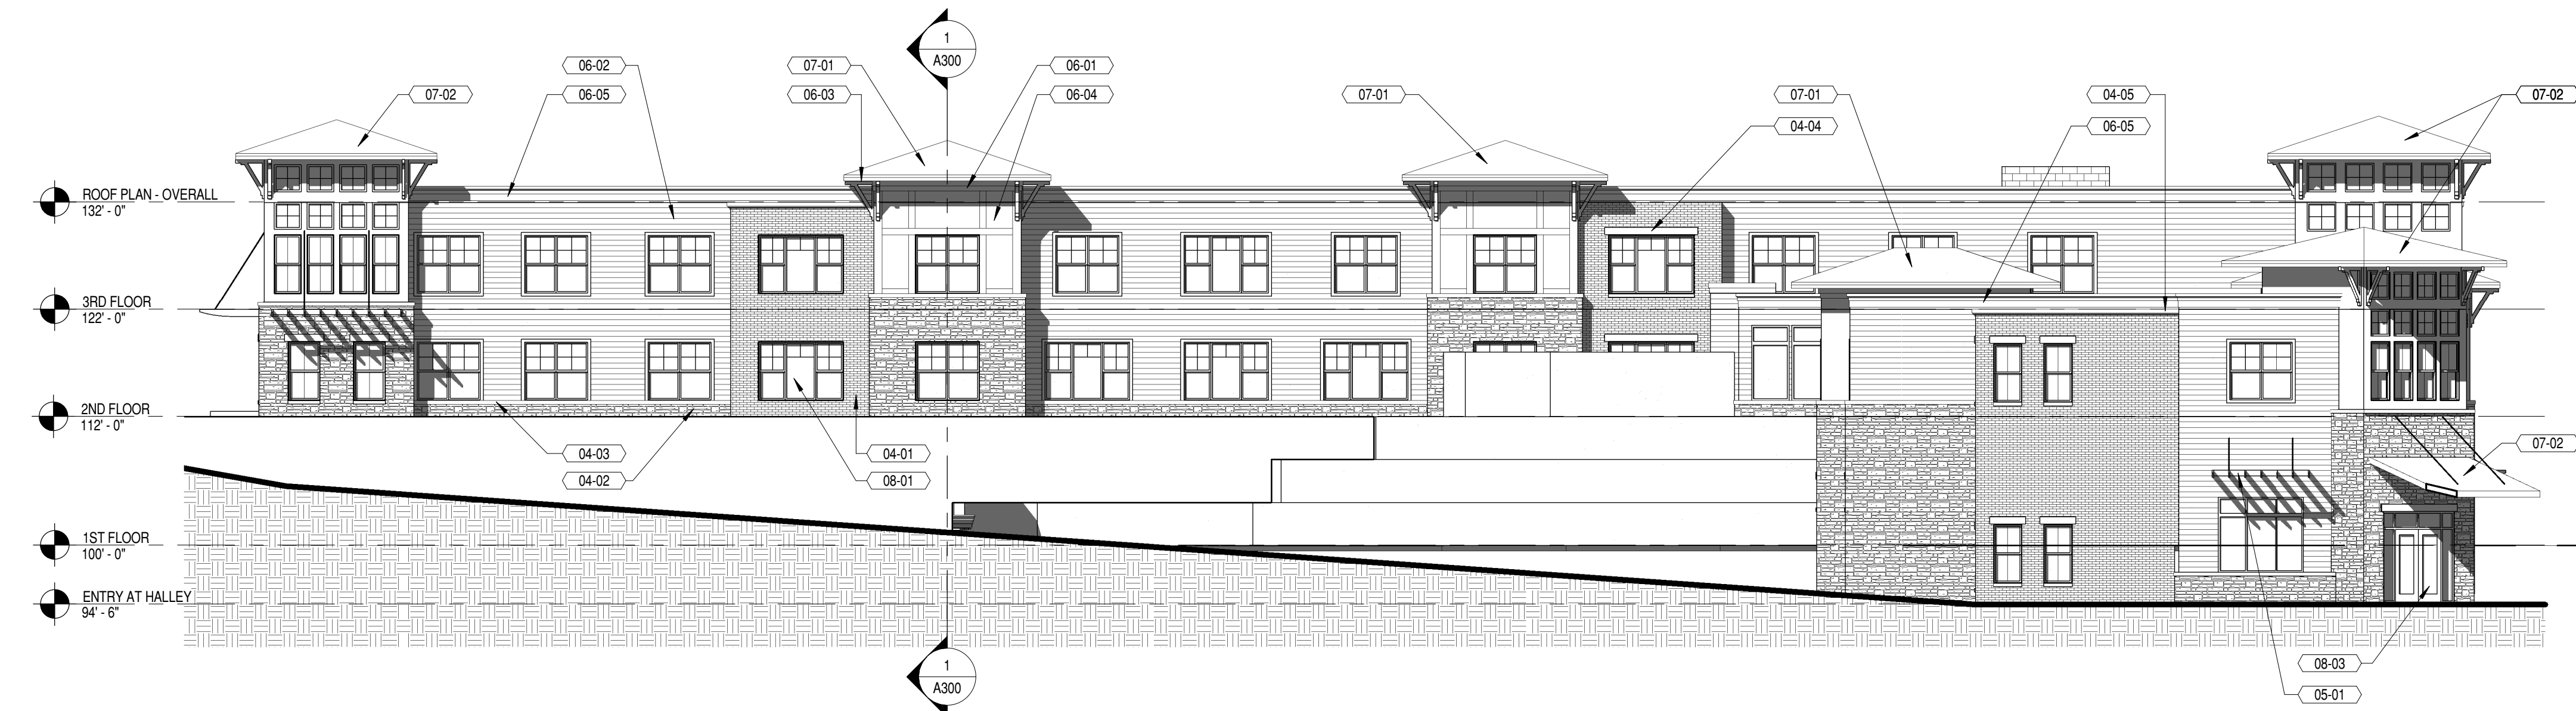 1
A300
06-02
07-01
06-01
07-02
06-05
06-03
06-04
07-01
07-01
04-05
07-02
04-04
06-05
ROOF PLAN - OVERALL
132' - 0"
3RD FLOOR
122' - 0"
2ND FLOOR
112' - 0"
04-03
04-01
07-02
04-02
08-01
1ST FLOOR
100' - 0"
ENTRY AT HALLEY
94' - 6"
1
A300
08-03
05-01